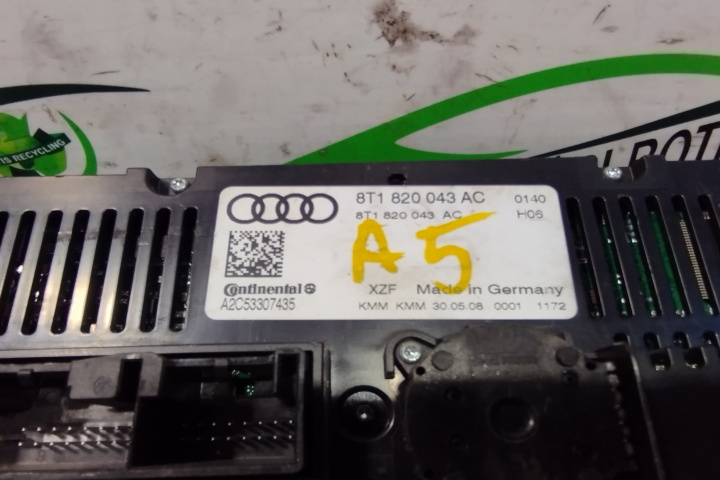 8T1 820 043 AC 0140
8T1 820 043 AC H06
A5
Continental
A2C53307435
XZF Made in Germany
KMM KMM 30.05.08 0001 1172
IS RECYCLING